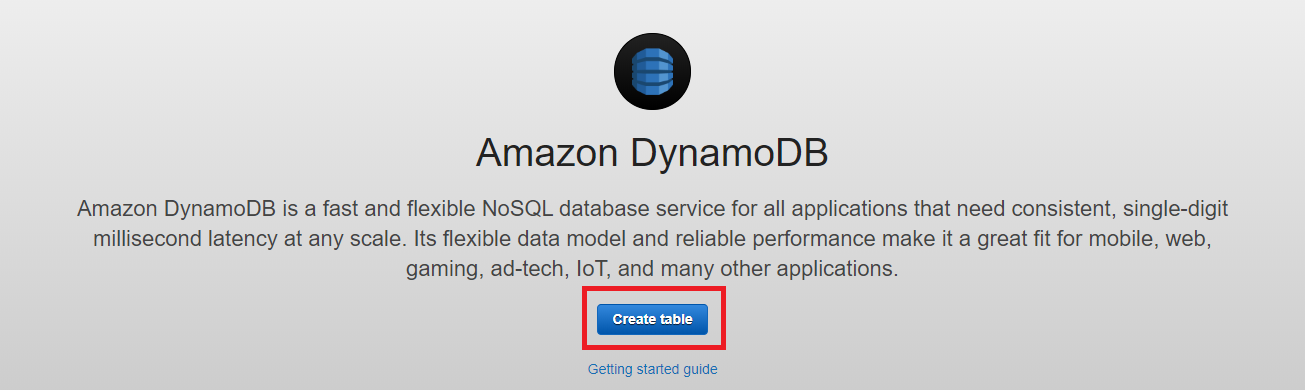 Amazon DynamoDB
Amazon DynamoDB is a fast and flexible NoSQL database service for all applications that need consistent, single-digit
millisecond latency at any scale. Its flexible data model and reliable performance make it a great fit for mobile, web,
gaming, ad-tech, IoT, and many other applications.
Create table
Getting started guide